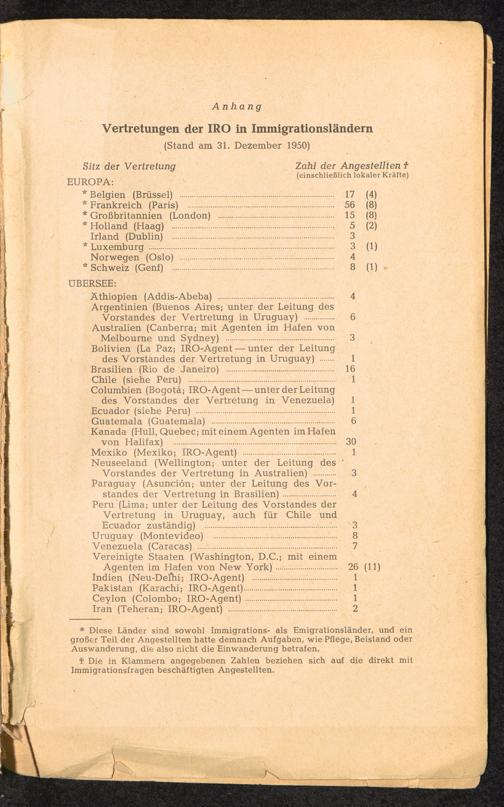 Anhang
Vertretungen der IRO in Immigrationsländern
(Stand am 31. Dezember 1950)
Sitz der Vertretung Zahl der Angestellten †
(einschließlich lokaler Kräfte)
EUROPA:
* Belgien (Brüssel) 17 (4)
* Frankreich (Paris) 56 (8)
* Großbritannien (London) 15 (8)
* Holland (Haag) 5 (2)
Irland (Dublin) 3
* Luxemburg 3 (1)
Norwegen (Oslo) 4
* Schweiz (Genf) 8 (1)
ÜBERSEE:
Äthiopien (Addis-Abeba) 4
Argentinien (Buenos Aires; unter der Leitung des
Vorstandes der Vertretung in Uruguay) 6
Australien (Canberra; mit Agenten im Hafen von
Melbourne und Sydney) 3
Bolivien (La Paz; IRO-Agent — unter der Leitung
des Vorstandes der Vertretung in Uruguay) 1
Brasilien (Rio de Janeiro) 16
Chile (siehe Peru) 1
Columbien (Bogotá; IRO-Agent — unter der Leitung
des Vorstandes der Vertretung in Venezuela) 1
Ecuador (siehe Peru) 1
Guatemala (Guatemala) 6
Kanada (Hull, Quebec; mit einem Agenten im Hafen
von Halifax) 30
Mexiko (Mexiko; IRO-Agent) 1
Neuseeland (Wellington; unter der Leitung des
Vorstandes der Vertretung in Australien) 3
Paraguay (Asunción; unter der Leitung des Vor-
standes der Vertretung in Brasilien) 4
Peru (Lima; unter der Leitung des Vorstandes der
Vertretung in Uruguay, auch für Chile und
Ecuador zuständig) 3
Uruguay (Montevideo) 8
Venezuela (Caracas) 7
Vereinigte Staaten (Washington, D.C.; mit einem
Agenten im Hafen von New York) 26 (11)
Indien (Neu-Delhi; IRO-Agent) 1
Pakistan (Karachi; IRO-Agent) 1
Ceylon (Colombo; IRO-Agent) 1
Iran (Teheran; IRO-Agent) 2
* Diese Länder sind sowohl Immigrations- als Emigrationsländer, und ein
großer Teil der Angestellten hatte demnach Aufgaben, wie Pflege, Beistand oder
Auswanderung, die also nicht die Einwanderung betrafen.
† Die in Klammern angegebenen Zahlen beziehen sich auf die direkt mit
Immigrationsfragen beschäftigten Angestellten.